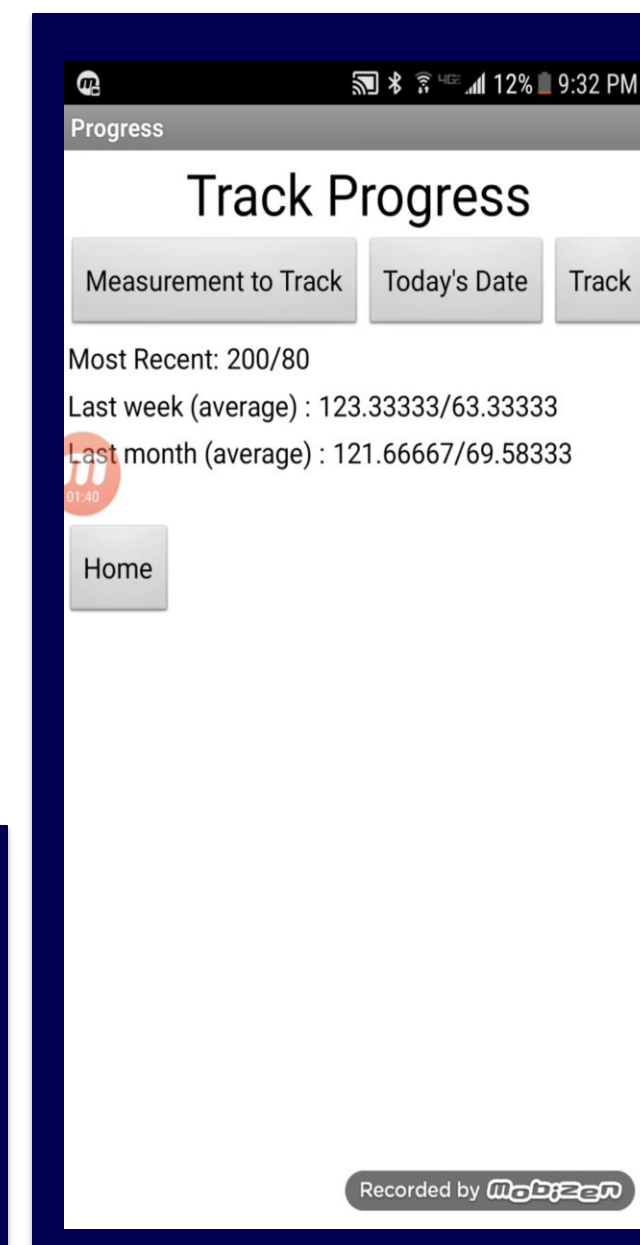 4GE 12% 9:32 PM
Progress
Track Progress
Measurement to Track Today's Date Track
Most Recent: 200/80
Last week (average) : 123.33333/63.33333
Last month (average) : 121.66667/69.58333
01:40
Home
Recorded by mobizen